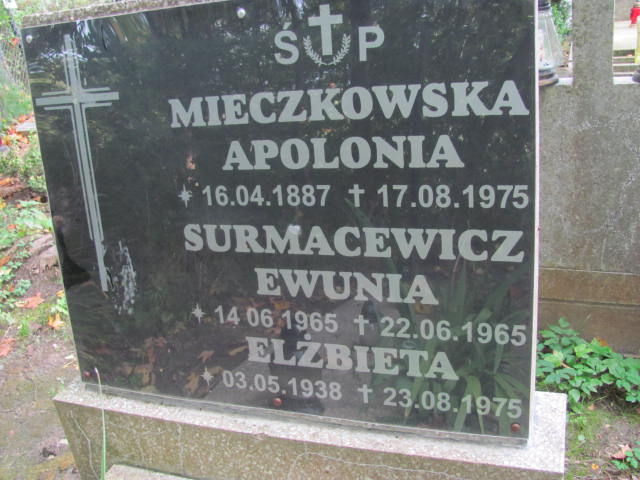 Ś P
MIECZKOWSKA
APOLONIA
16.04.1887 † 17.08.1975
SURMACEWICZ
EWUNIA
14 06 1965 † 22.06.1965
ELŻBIETA
03.05.1938 † 23.08.1975